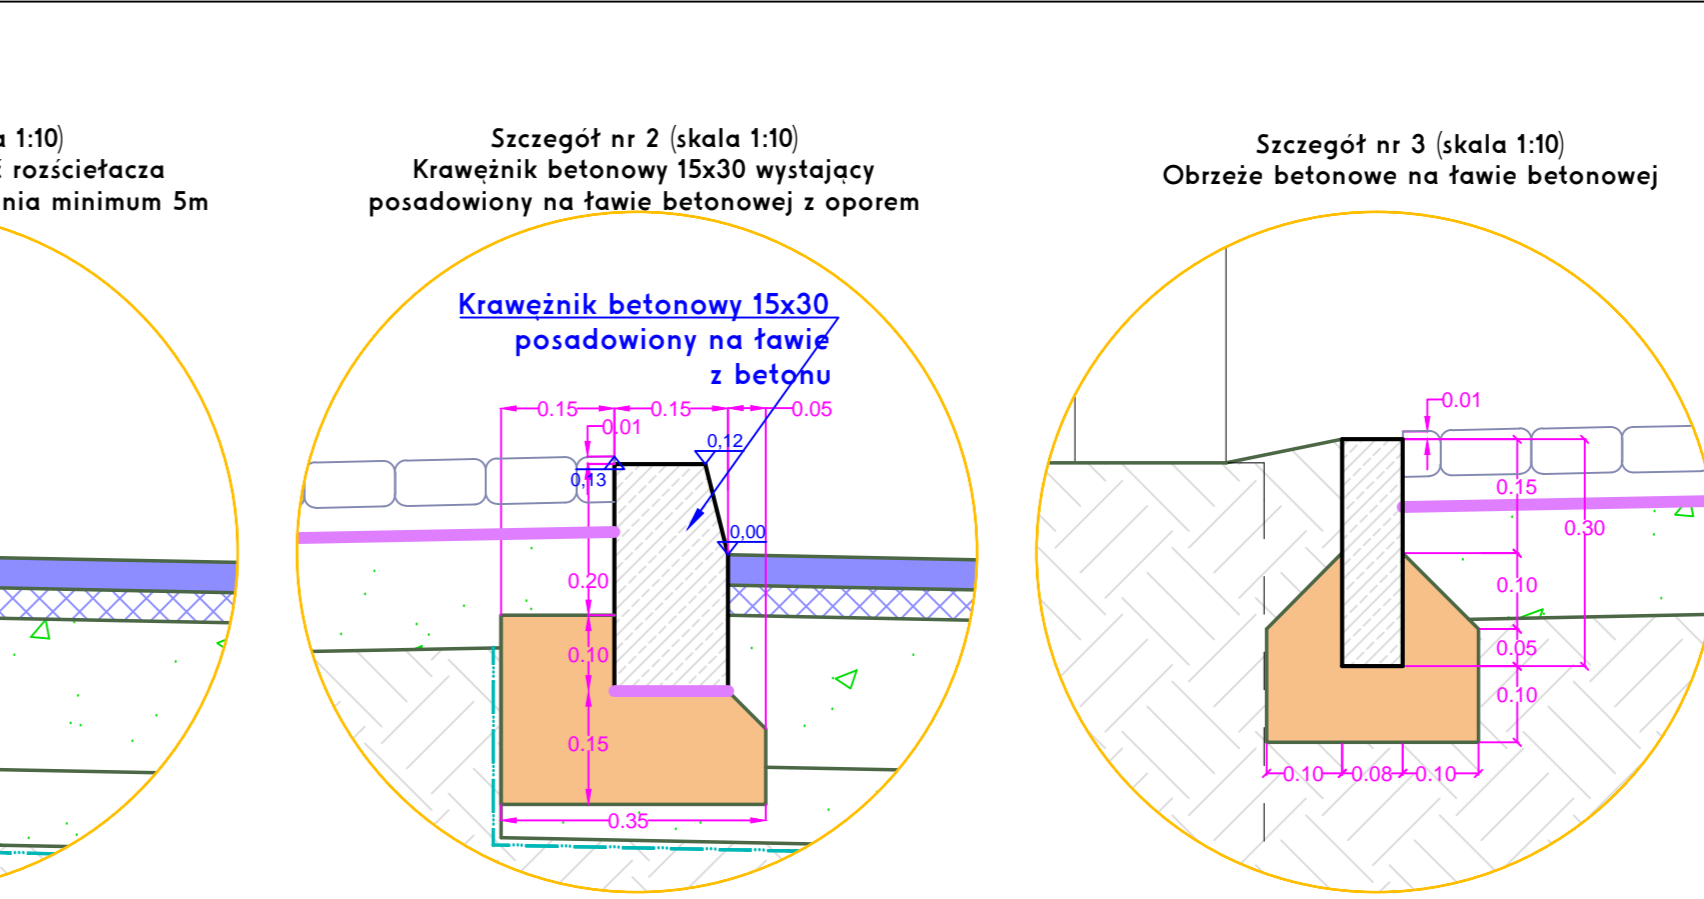 a 1:10)
rozściełacza
nia minimum 5m
Szczegół nr 2 (skala 1:10)
Krawężnik betonowy 15x30 wystający
posadowiony na ławie betonowej z oporem
Krawężnik betonowy 15x30
posadowiony na ławie
z betonu
0.15
0.15
0.05
0.01
0,12
0,13
0,00
0.20
0.10
0.15
0.35
Szczegół nr 3 (skala 1:10)
Obrzeże betonowe na ławie betonowej
0.01
0.15
0.30
0.10
0.05
0.10
0.10
0.08
0.10